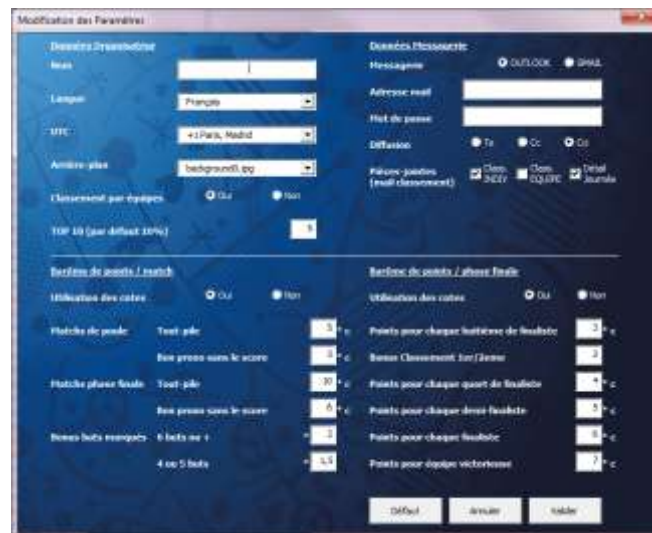 Modification des Paramètres
Données Organisateur
Nom
Langue
Français
UTC
+1 Paris, Madrid
Arrière-plan
background5.jpg
Classement par équipes
Oui
Non
TOP 10 (par défaut 10%)
5
Données Messagerie
Messagerie
OUTLOOK
GMAIL
Adresse mail
Mot de passe
Diffusion
To
Cc
Cci
Pièces-jointes
(mail classement)
Class INDIV
Class EQUIPE
Détail Journée
Barème de points / match
Utilisation des cotes
Oui
Non
Matchs de poule
Tout-pile
5
* c
Bon prono sans le score
3
* c
Matchs phase finale
Tout-pile
10
* c
Bon prono sans le score
6
* c
Bonus buts marqués
6 buts ou +
*
2
4 ou 5 buts
*
1,5
Barème de points / phase finale
Utilisation des cotes
Oui
Non
Points pour chaque huitième de finaliste
3
* c
Bonus Classement 1er/2eme
3
Points pour chaque quart de finaliste
4
* c
Points pour chaque demi-finaliste
5
* c
Points pour chaque finaliste
6
* c
Points pour équipe victorieuse
7
* c
Défaut
Annuler
Valider